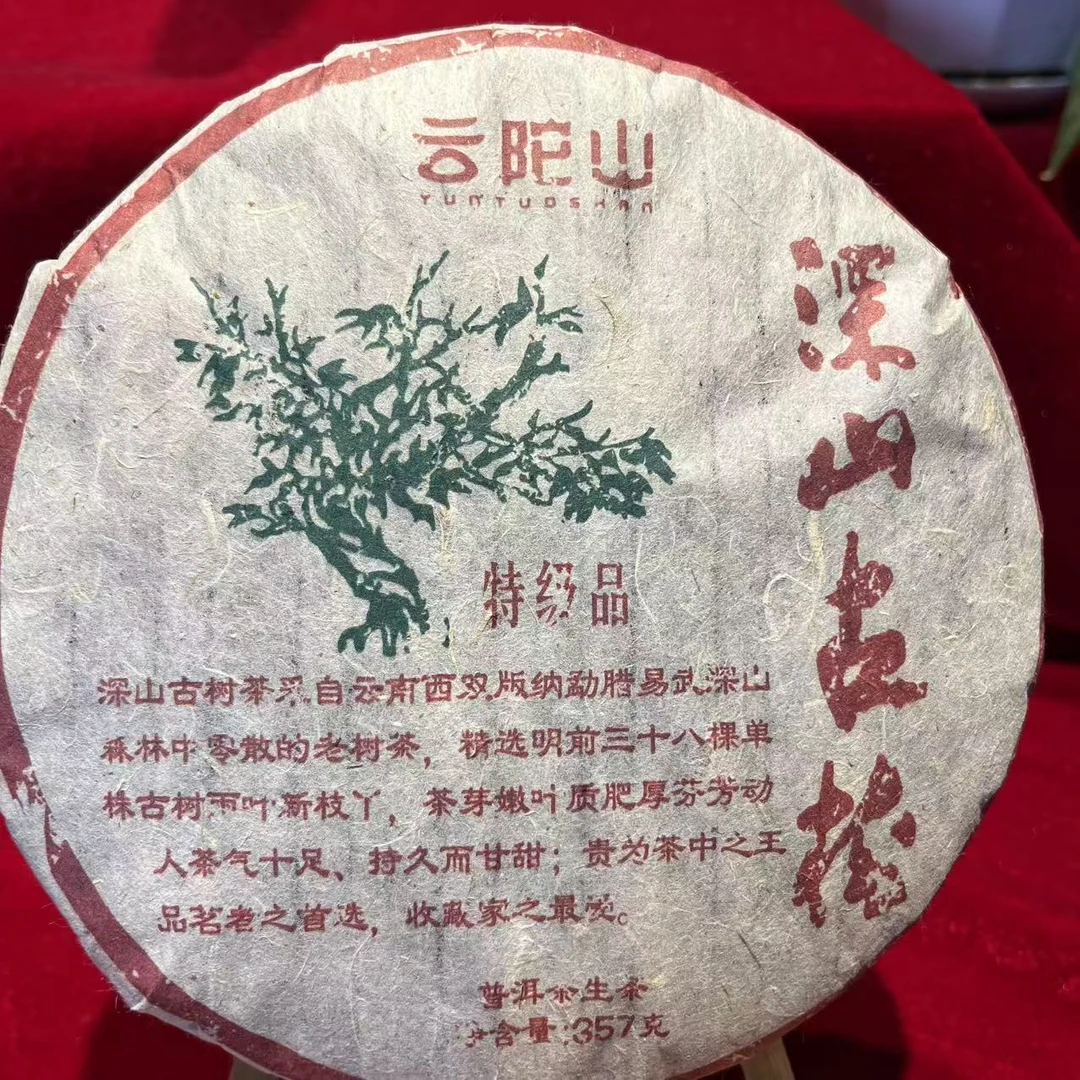 云陀山
YUNTUOSHAN
深山古樹
特级品
深山古树茶采自云南西双版纳勐腊易武深山
森林中零散的老树茶，精选明前三十八棵单
株古树两叶新枝丫，茶芽嫩叶质肥厚芬芳动
人茶气十足、持久而甘甜；贵为茶中之王
品茗者之首选，收藏家之最爱。
普洱茶生茶
净含量:357克